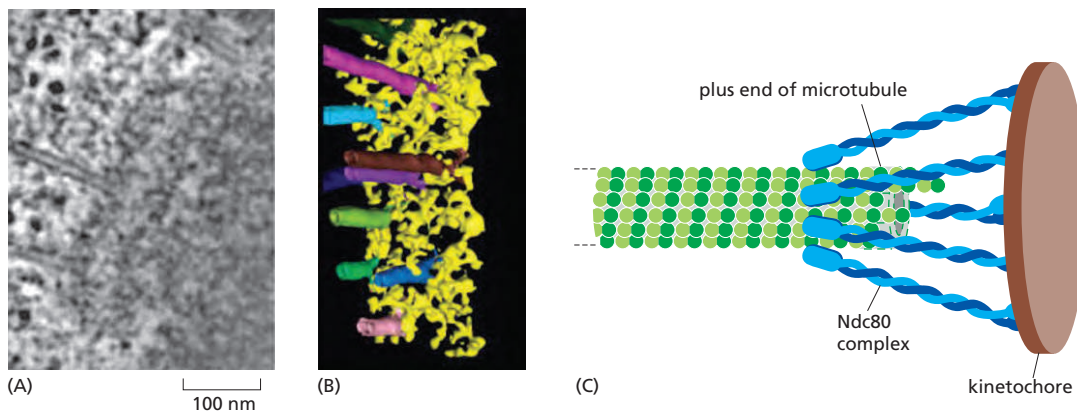 plus end of microtubule
Ndc80
complex
kinetochore
(A)
100 nm
(B)
(C)